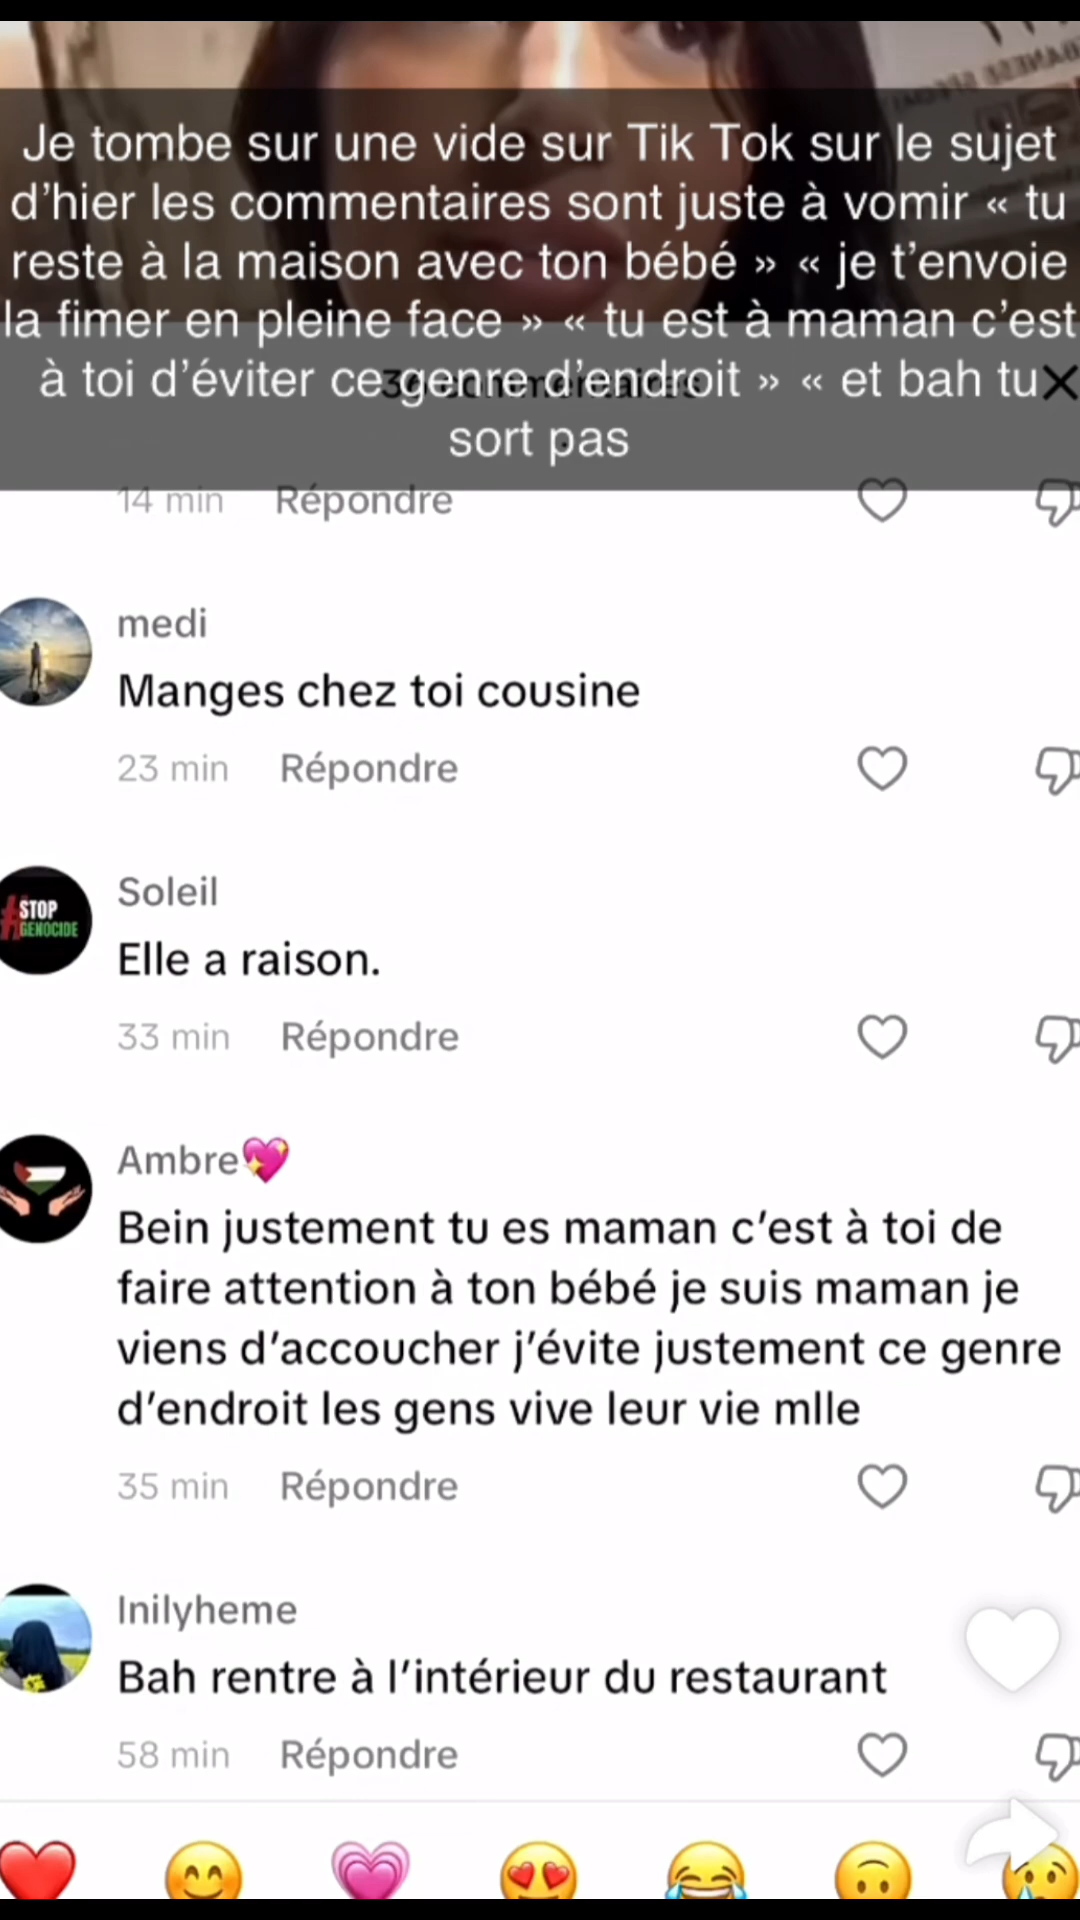 Je tombe sur une vide sur Tik Tok sur le sujet
d'hier les commentaires sont juste à vomir « tu
reste à la maison avec ton bébé » « je t'envoie
la fimer en pleine face » « tu est à maman c'est
à toi d'éviter ce genre d'endroit » « et bah tu
sort pas
14 min Répondre
medi
Manges chez toi cousine
23 min Répondre
#STOP
GENOCIDE
Soleil
Elle a raison.
33 min Répondre
Ambre💖
Bein justement tu es maman c'est à toi de
faire attention à ton bébé je suis maman je
viens d'accoucher j'évite justement ce genre
d'endroit les gens vive leur vie mlle
35 min Répondre
Inilyheme
Bah rentre à l'intérieur du restaurant
58 min Répondre